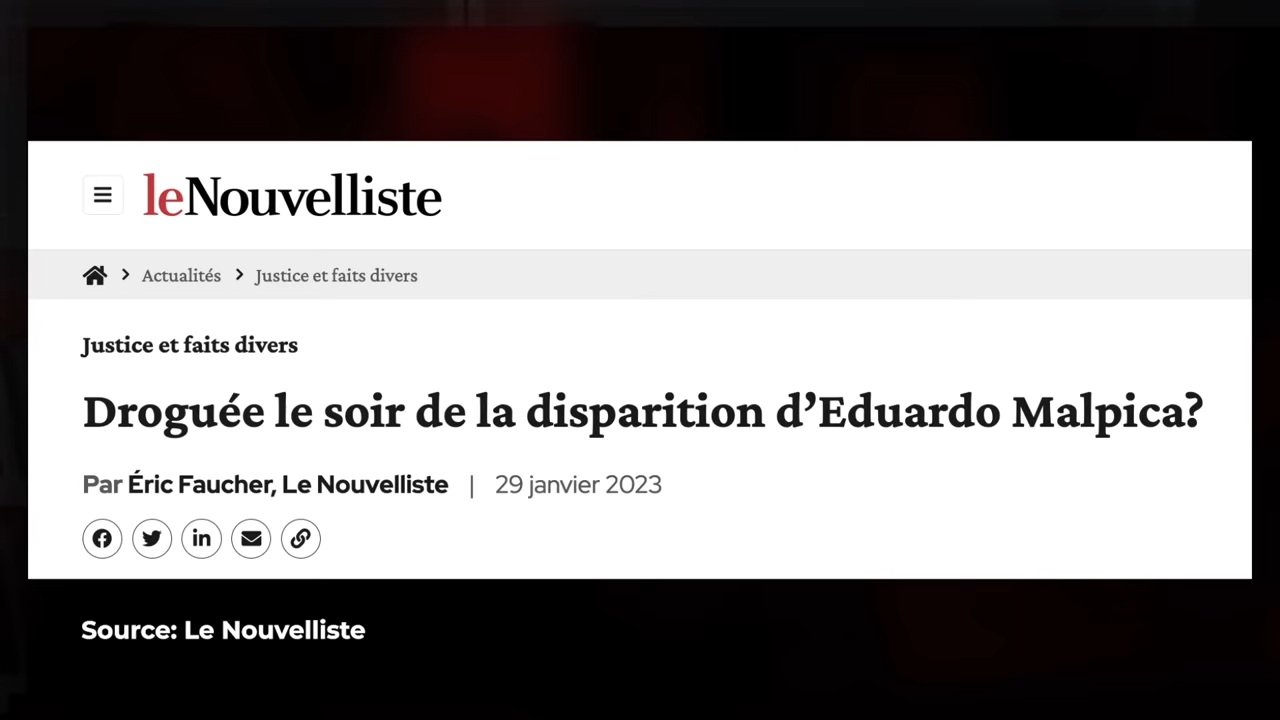 leNouvelliste
Actualités > Justice et faits divers
Justice et faits divers
Droguée le soir de la disparition d’Eduardo Malpica?
Par Éric Faucher, Le Nouvelliste | 29 janvier 2023
Source: Le Nouvelliste